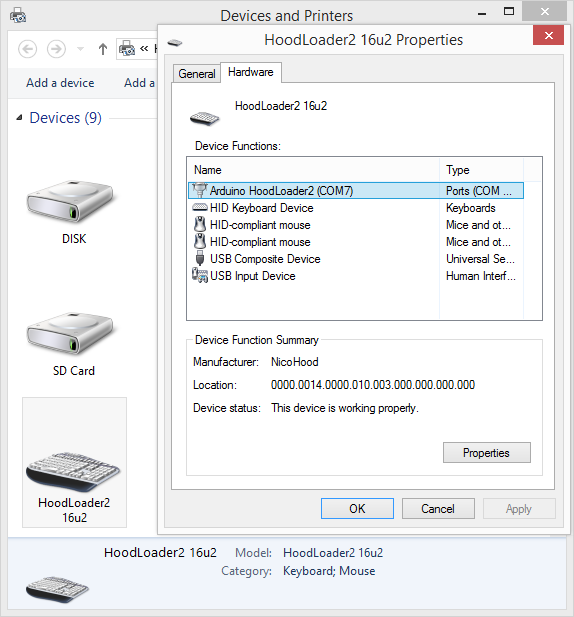 Devices and Printers
HoodLoader2 16u2 Properties
Add a device
Add a
Devices (9)
DISK
SD Card
HoodLoader2
16u2
General
Hardware
HoodLoader2 16u2
Device Functions:
Name Type
Arduino HoodLoader2 (COM7) Ports (COM ...
HID Keyboard Device Keyboards
HID-compliant mouse Mice and ot...
HID-compliant mouse Mice and ot...
USB Composite Device Universal Se...
USB Input Device Human Interf...
Device Function Summary
Manufacturer: NicoHood
Location: 0000.0014.0000.010.003.000.000.000.000
Device status: This device is working properly.
Properties
OK Cancel Apply
HoodLoader2 16u2 Model: HoodLoader2 16u2
Category: Keyboard; Mouse